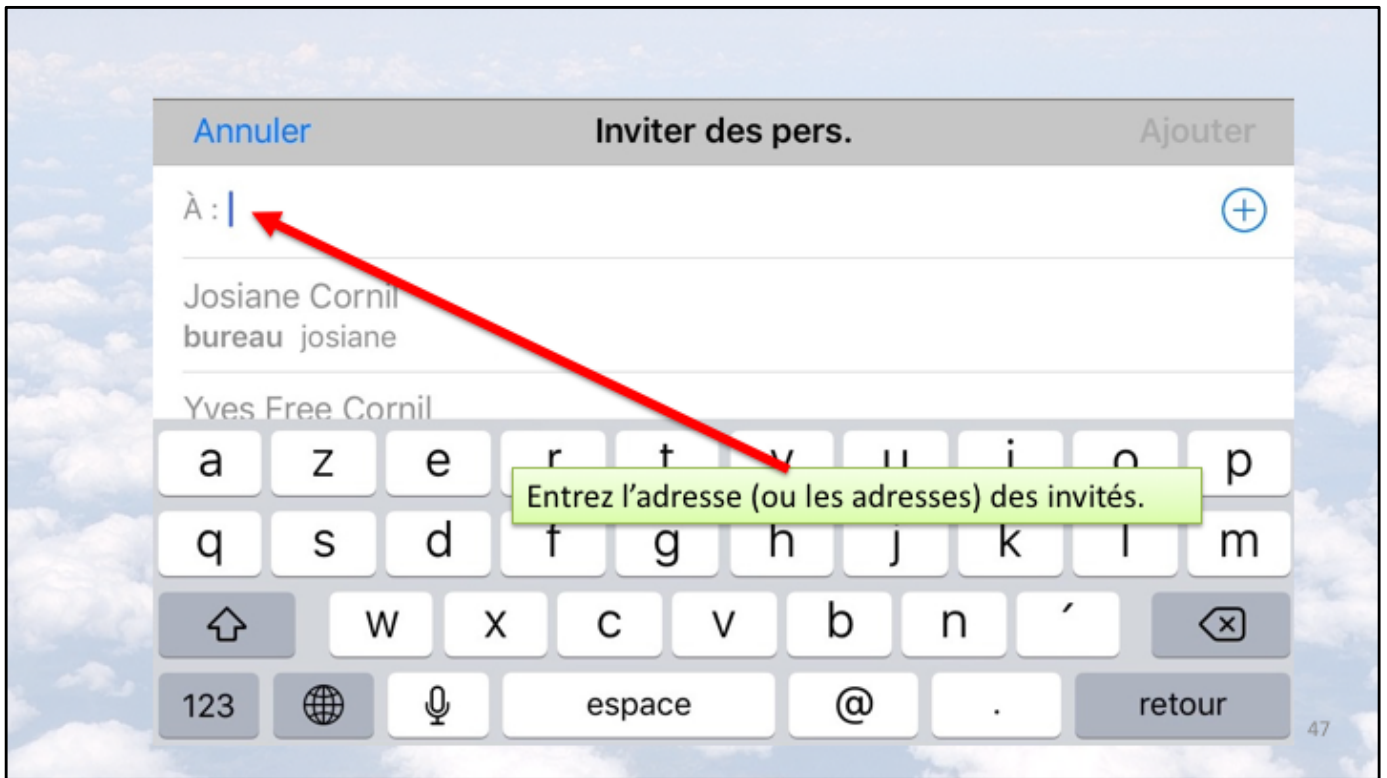 Annuler Inviter des pers. Ajouter
À :
Josiane Cornil
bureau josiane
Yves Free Cornil
a z e r t y u i o p
Entrez l’adresse (ou les adresses) des invités.
q s d f g h j k l m
w x c v b n ´
123 espace @ . retour
47